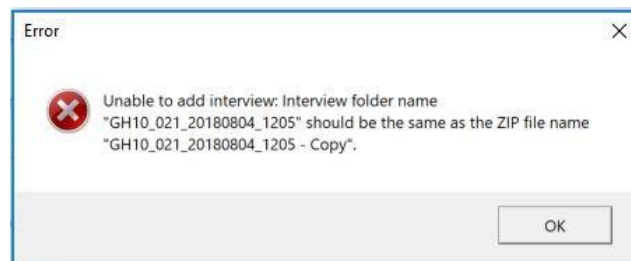 Error
Unable to add interview: Interview folder name
"GH10_021_20180804_1205" should be the same as the ZIP file name
"GH10_021_20180804_1205 - Copy".
OK